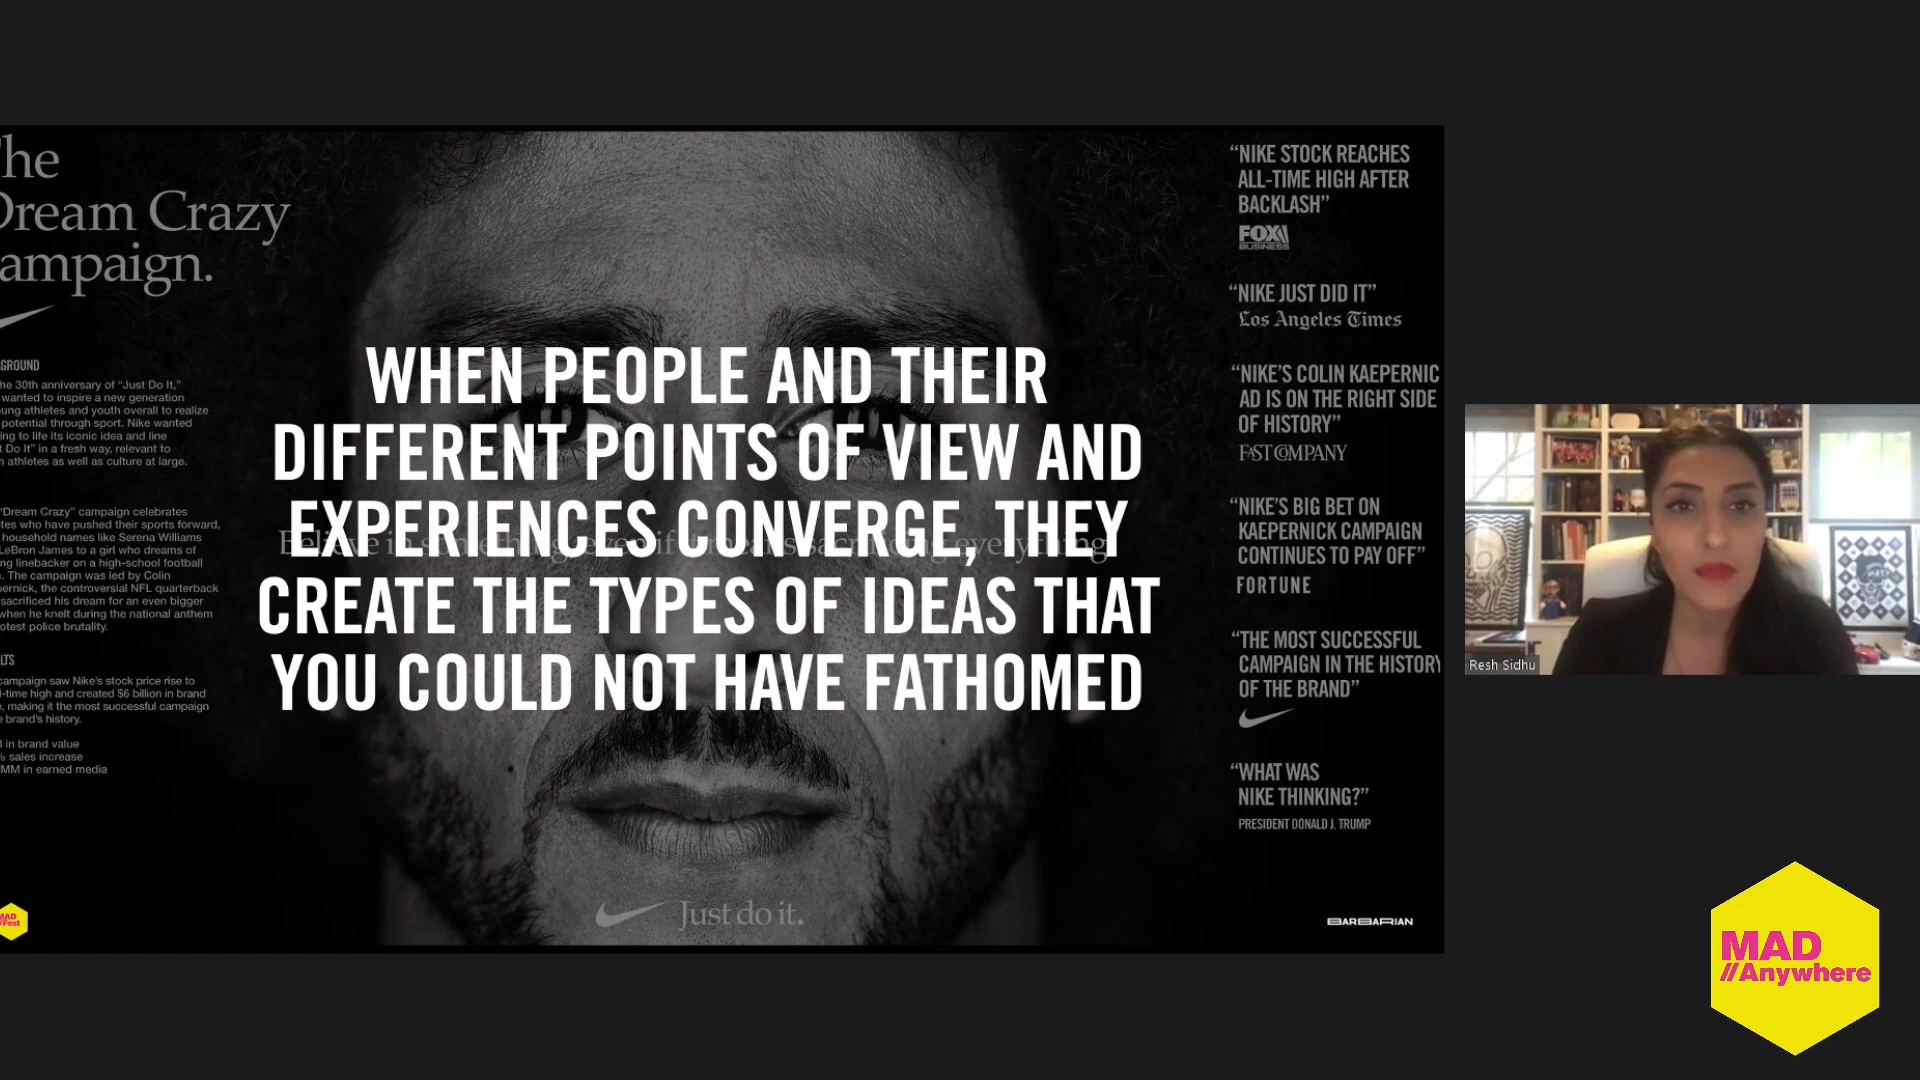 he
Dream Crazy
ampaign.
GROUND
he 30th anniversary of “Just Do It,”
wanted to inspire a new generation
ung athletes and youth overall to realize
potential through sport. Nike wanted
ing to life its iconic idea and line
t Do It” in a fresh way, relevant to
h athletes as well as culture at large.
“Dream Crazy” campaign celebrates
tes who have pushed their sports forward,
household names like Serena Williams
LeBron James to a girl who dreams of
ng linebacker on a high-school football
. The campaign was led by Colin
pernick, the controversial NFL quarterback
sacrificed his dream for an even bigger
when he knelt during the national anthem
otest police brutality.
LTS
campaign saw Nike’s stock price rise to
l-time high and created $6 billion in brand
, making it the most successful campaign
e brand’s history.
in brand value
% sales increase
MM in earned media
WHEN PEOPLE AND THEIR
DIFFERENT POINTS OF VIEW AND
EXPERIENCES CONVERGE, THEY
CREATE THE TYPES OF IDEAS THAT
YOU COULD NOT HAVE FATHOMED
Believe in something, even if it means sacrificing everything.
Just do it.
“NIKE STOCK REACHES
ALL-TIME HIGH AFTER
BACKLASH”
FOX
BUSINESS
“NIKE JUST DID IT”
Los Angeles Times
“NIKE’S COLIN KAEPERNIC
AD IS ON THE RIGHT SIDE
OF HISTORY”
FAST COMPANY
“NIKE’S BIG BET ON
KAEPERNICK CAMPAIGN
CONTINUES TO PAY OFF”
FORTUNE
“THE MOST SUCCESSFUL
CAMPAIGN IN THE HISTORY
OF THE BRAND”
“WHAT WAS
NIKE THINKING?”
PRESIDENT DONALD J. TRUMP
BARBARIAN
MAD
//Fest
Resh Sidhu
MAD
//Anywhere